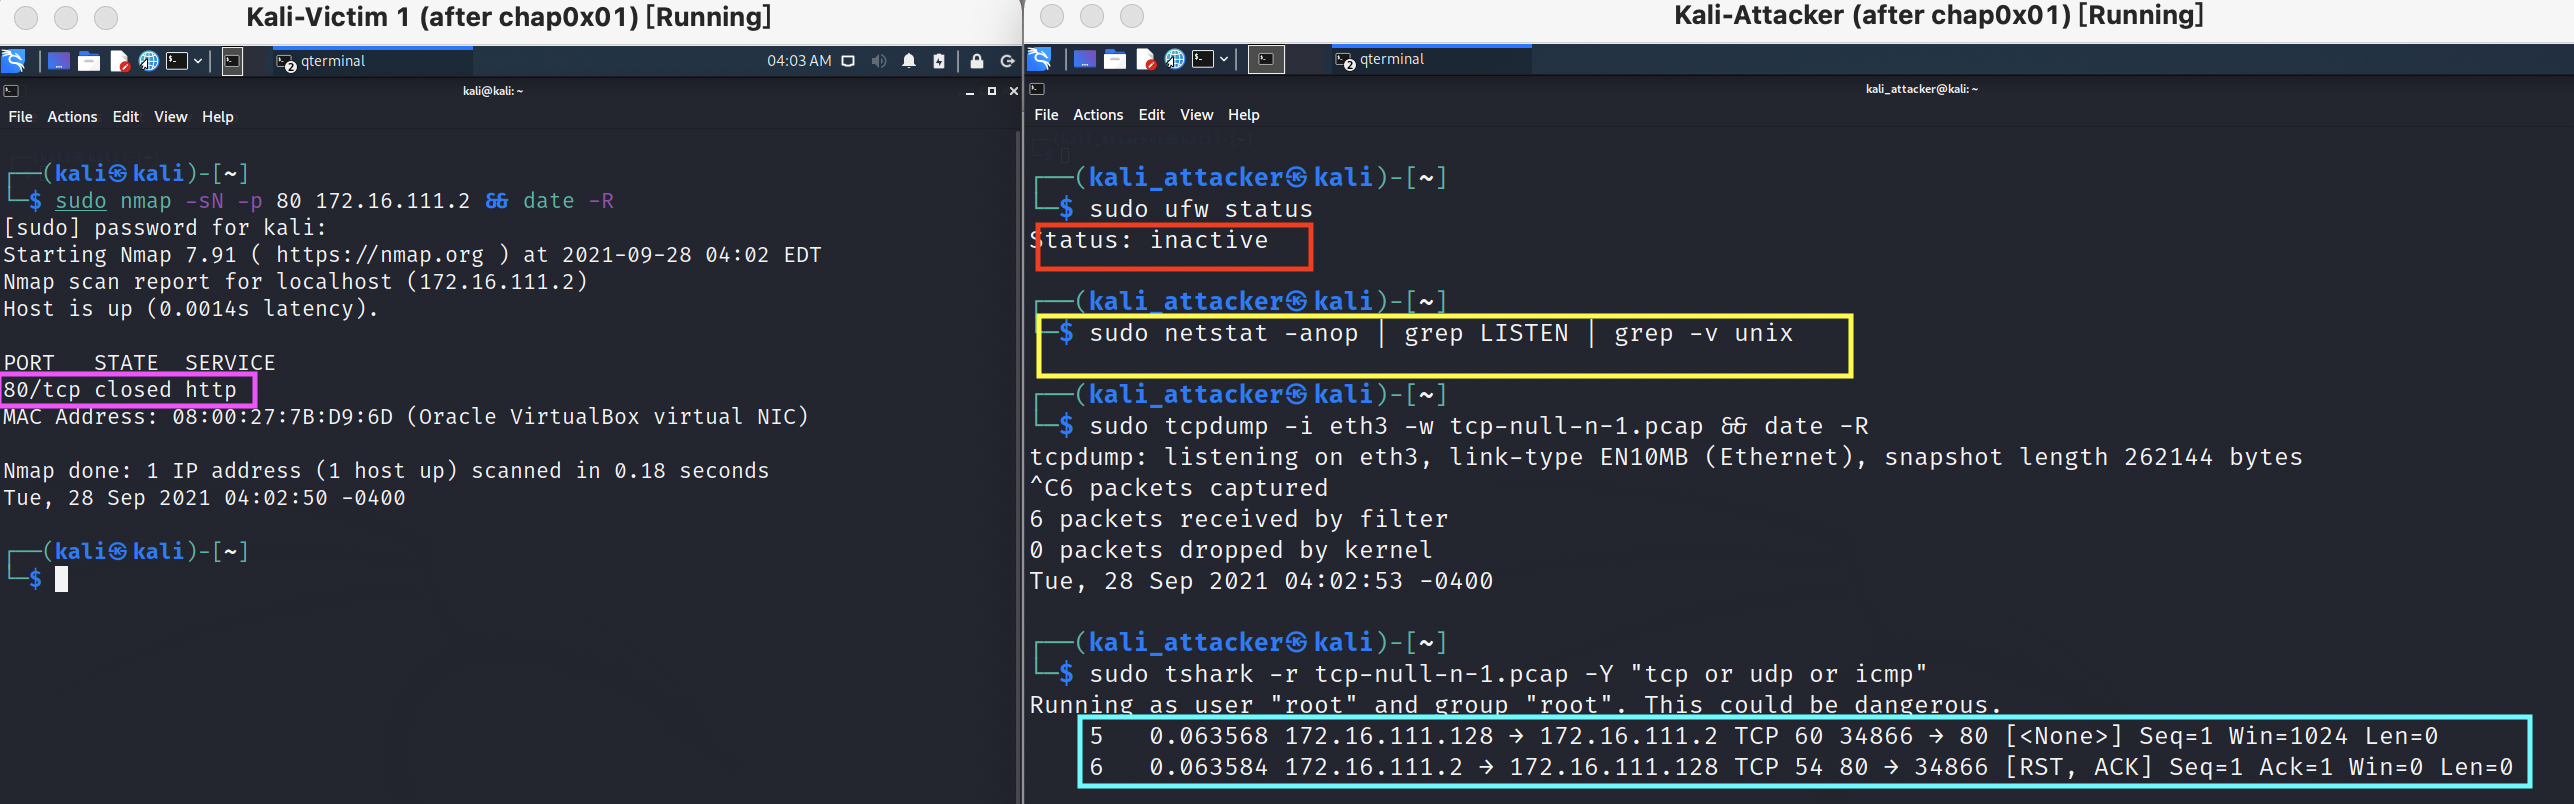 Kali-Victim 1 (after chap0x01) [Running]
qterminal
04:03 AM
kali@kali: ~
File Actions Edit View Help
(kali㉿kali)-[~]
$ sudo nmap -sN -p 80 172.16.111.2 && date -R
[sudo] password for kali:
Starting Nmap 7.91 ( https://nmap.org ) at 2021-09-28 04:02 EDT
Nmap scan report for localhost (172.16.111.2)
Host is up (0.0014s latency).
PORT STATE SERVICE
80/tcp closed http
MAC Address: 08:00:27:7B:D9:6D (Oracle VirtualBox virtual NIC)
Nmap done: 1 IP address (1 host up) scanned in 0.18 seconds
Tue, 28 Sep 2021 04:02:50 -0400
(kali㉿kali)-[~]
$
Kali-Attacker (after chap0x01) [Running]
qterminal
kali_attacker@kali: ~
File Actions Edit View Help
(kali_attacker㉿kali)-[~]
$ sudo ufw status
Status: inactive
(kali_attacker㉿kali)-[~]
$ sudo netstat -anop | grep LISTEN | grep -v unix
(kali_attacker㉿kali)-[~]
$ sudo tcpdump -i eth3 -w tcp-null-n-1.pcap && date -R
tcpdump: listening on eth3, link-type EN10MB (Ethernet), snapshot length 262144 bytes
^C6 packets captured
6 packets received by filter
0 packets dropped by kernel
Tue, 28 Sep 2021 04:02:53 -0400
(kali_attacker㉿kali)-[~]
$ sudo tshark -r tcp-null-n-1.pcap -Y "tcp or udp or icmp"
Running as user "root" and group "root". This could be dangerous.
5 0.063568 172.16.111.128 → 172.16.111.2 TCP 60 34866 → 80 [<None>] Seq=1 Win=1024 Len=0
6 0.063584 172.16.111.2 → 172.16.111.128 TCP 54 80 → 34866 [RST, ACK] Seq=1 Ack=1 Win=0 Len=0